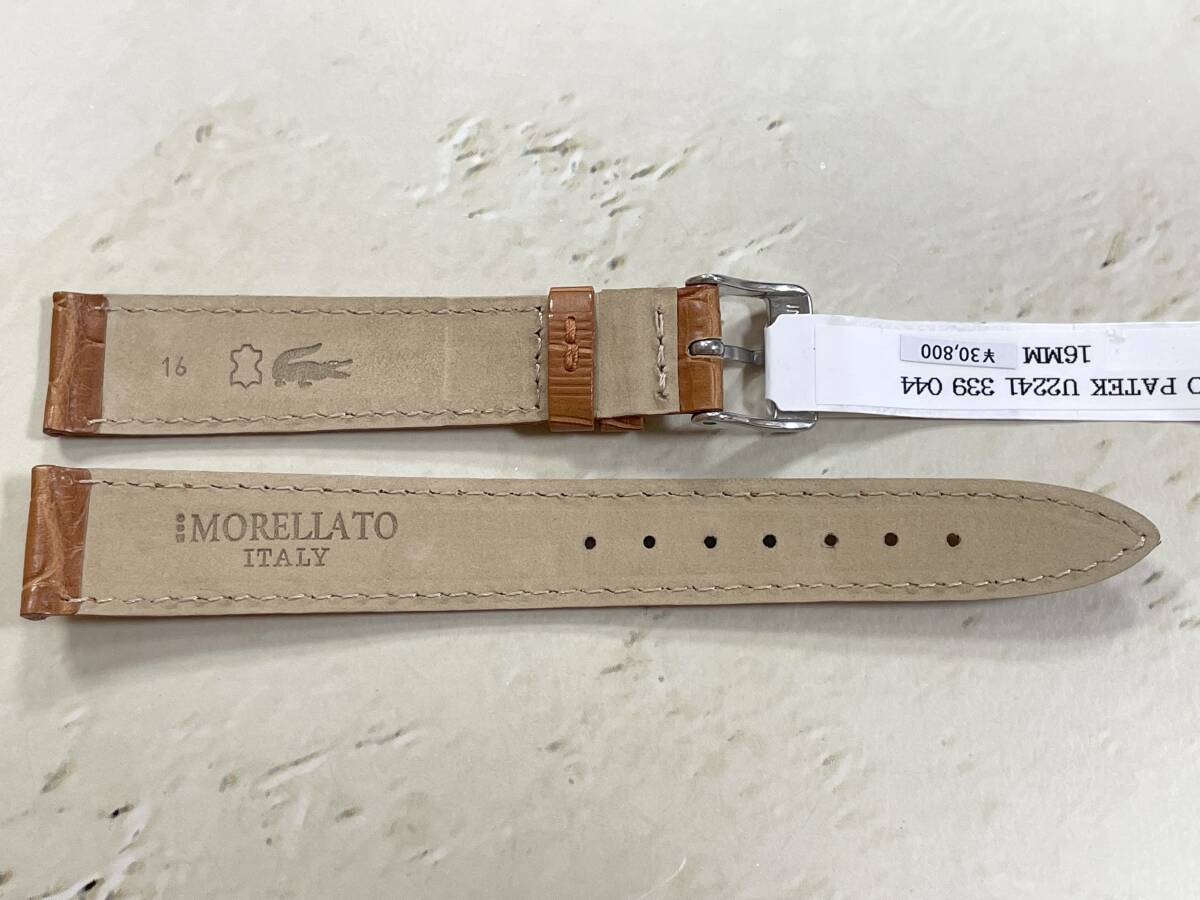 16
MORELLATO
ITALY
PATEK U2241 339 044
16MM
¥30,800